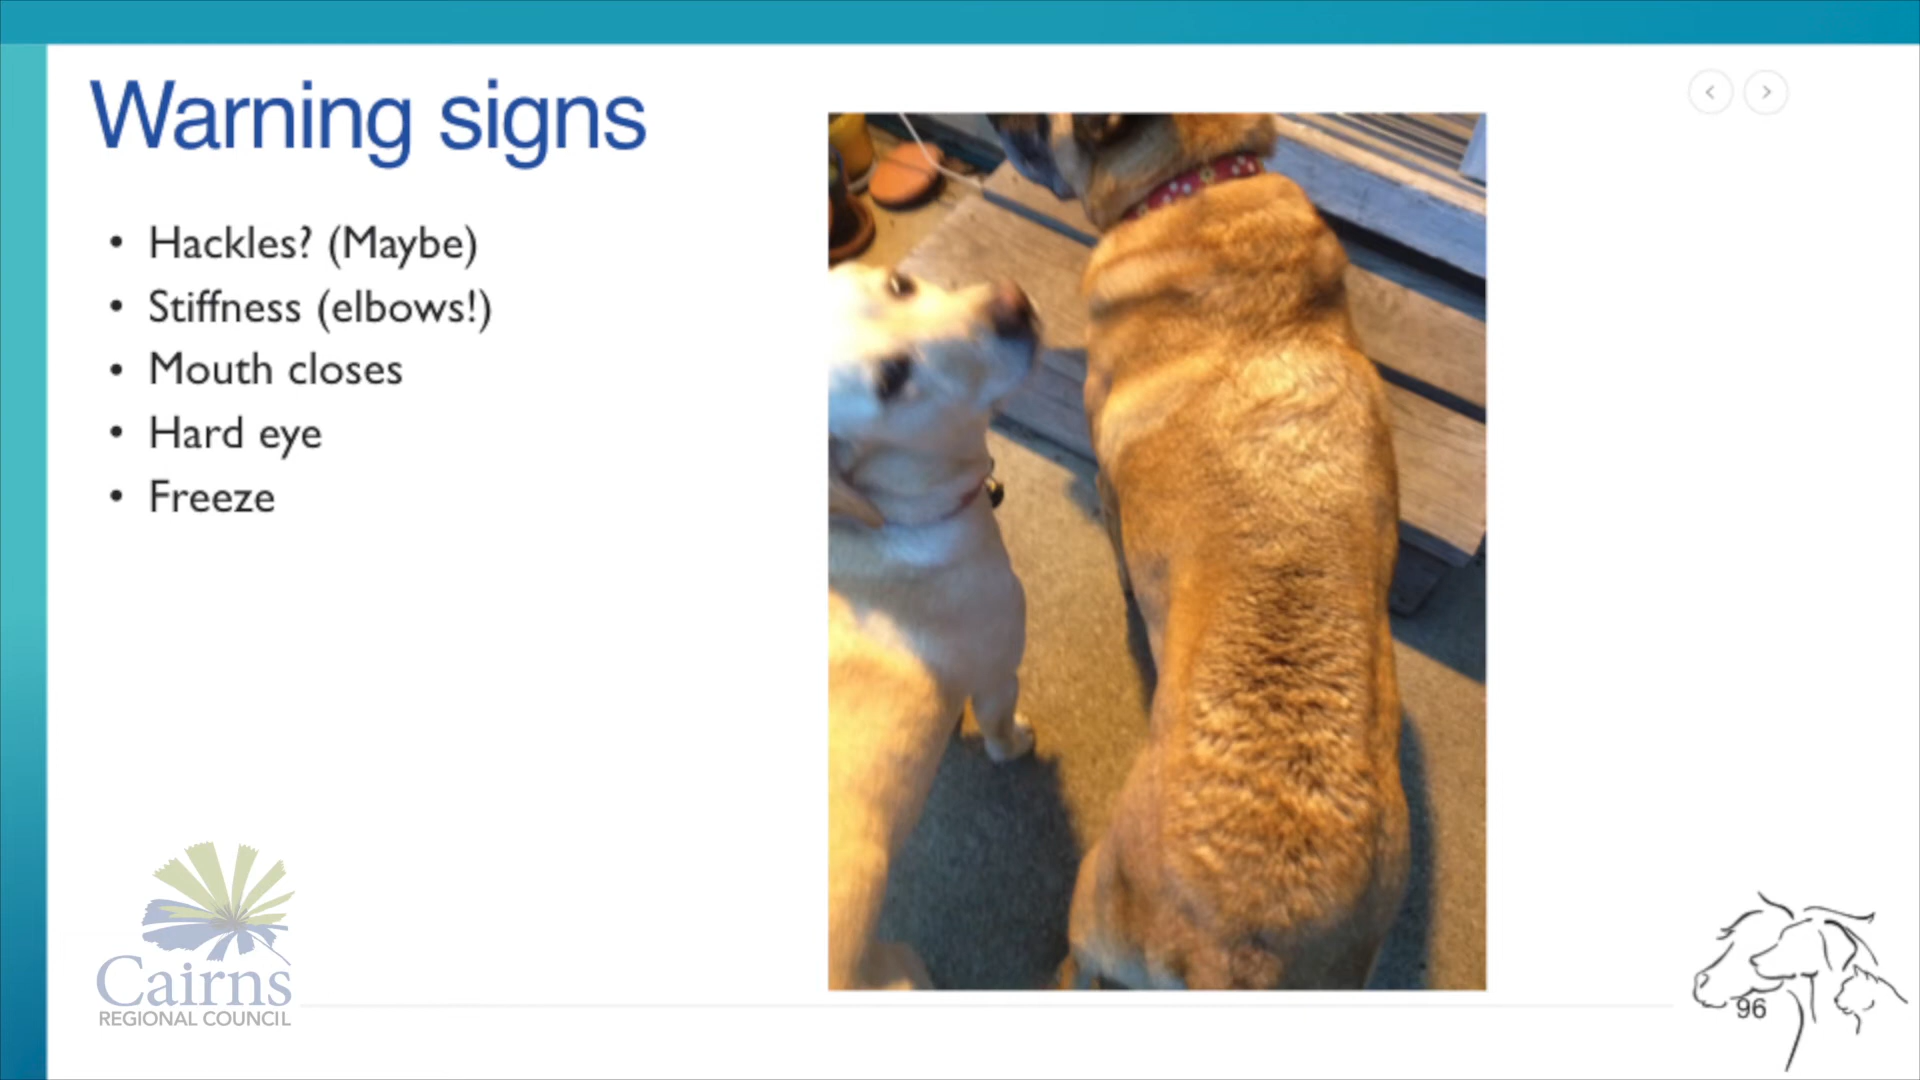 Warning signs
• Hackles? (Maybe)
• Stiffness (elbows!)
• Mouth closes
• Hard eye
• Freeze
Cairns
REGIONAL COUNCIL
96